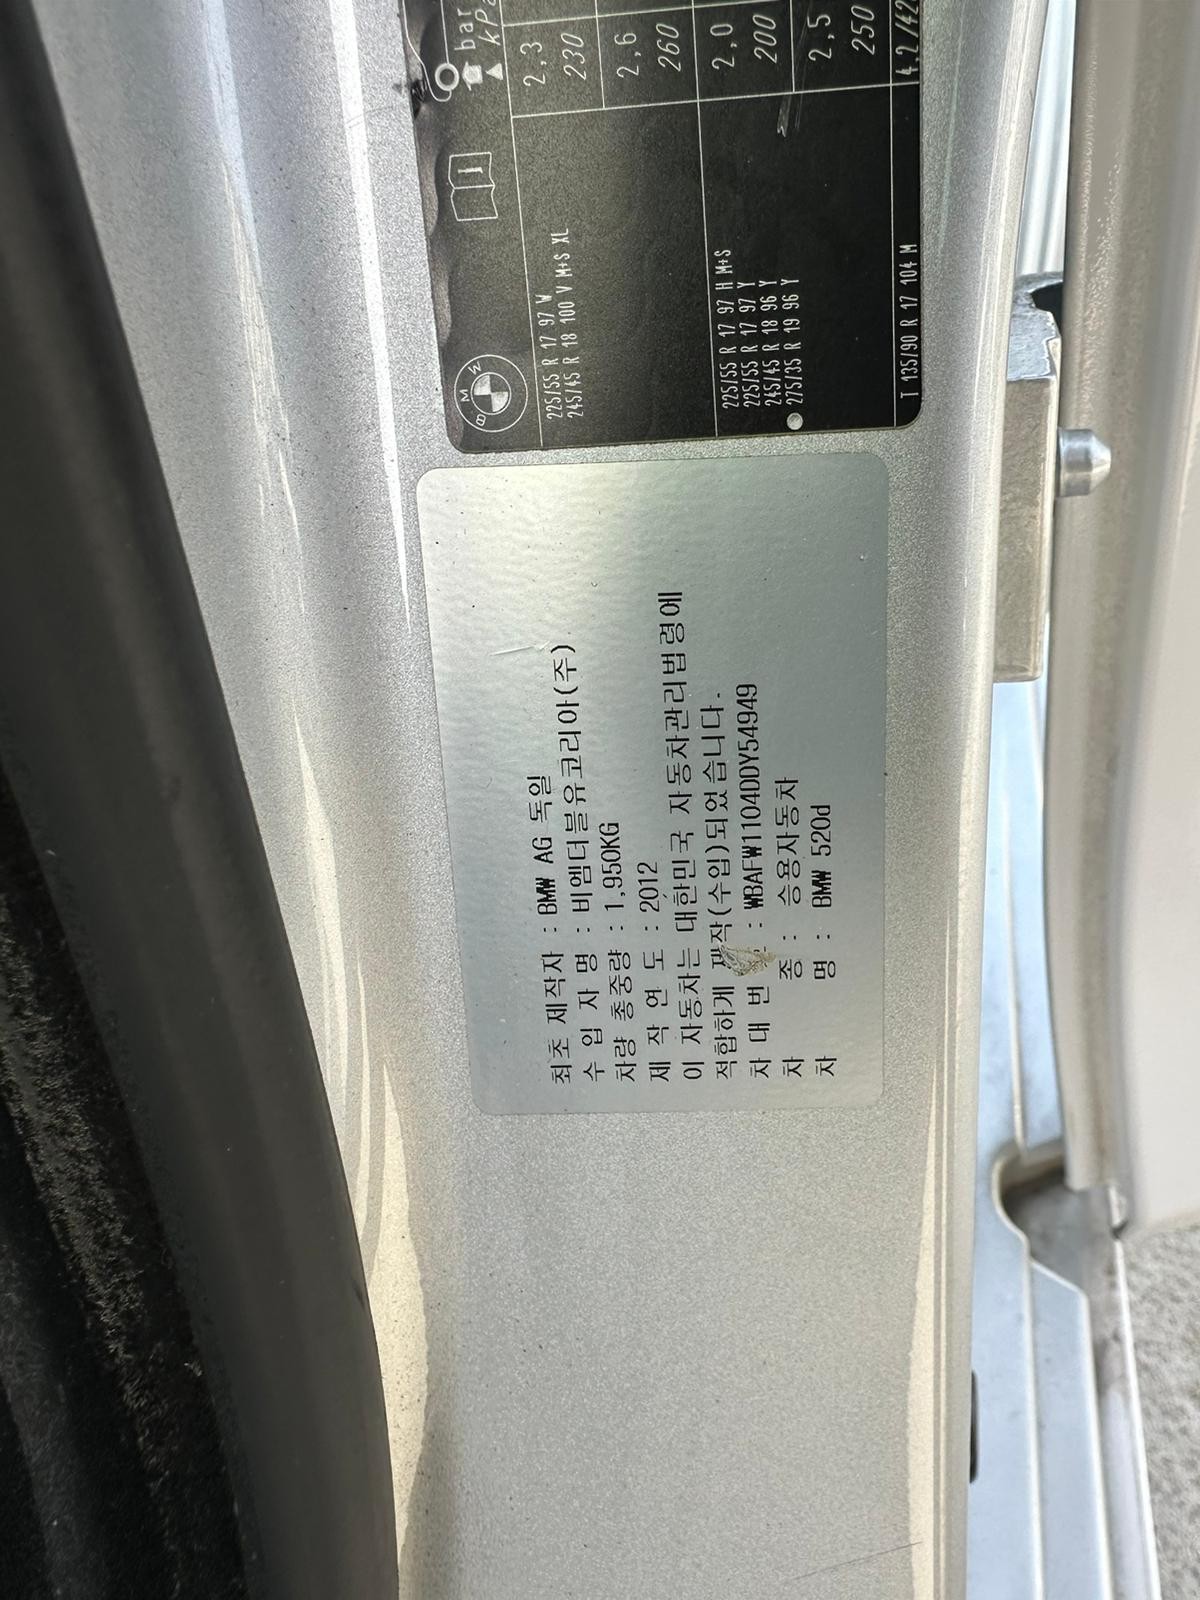 최초 제작자 : BMW AG 독일
수 입 자 명 : 비엠더블유코리아(주)
차량 총중량 : 1,950KG
제 작 연 도 : 2012
이 자동차는 대한민국 자동차관리법령에
적합하게 제작(수입)되었습니다.
차 대 번 : WBAFW1104DDY54949
차 종 : 승용자동차
차 명 : BMW 520d
BMW
i
bar
kPa
225/55 R 17 97 W
245/45 R 18 100 V M+S XL
2,3
230
2,6
260
225/55 R 17 97 H M+S
225/55 R 17 97 Y
245/45 R 18 96 Y
275/35 R 19 96 Y
2,0
200
2,5
250
T 135/90 R 17 104 M
4,2/420